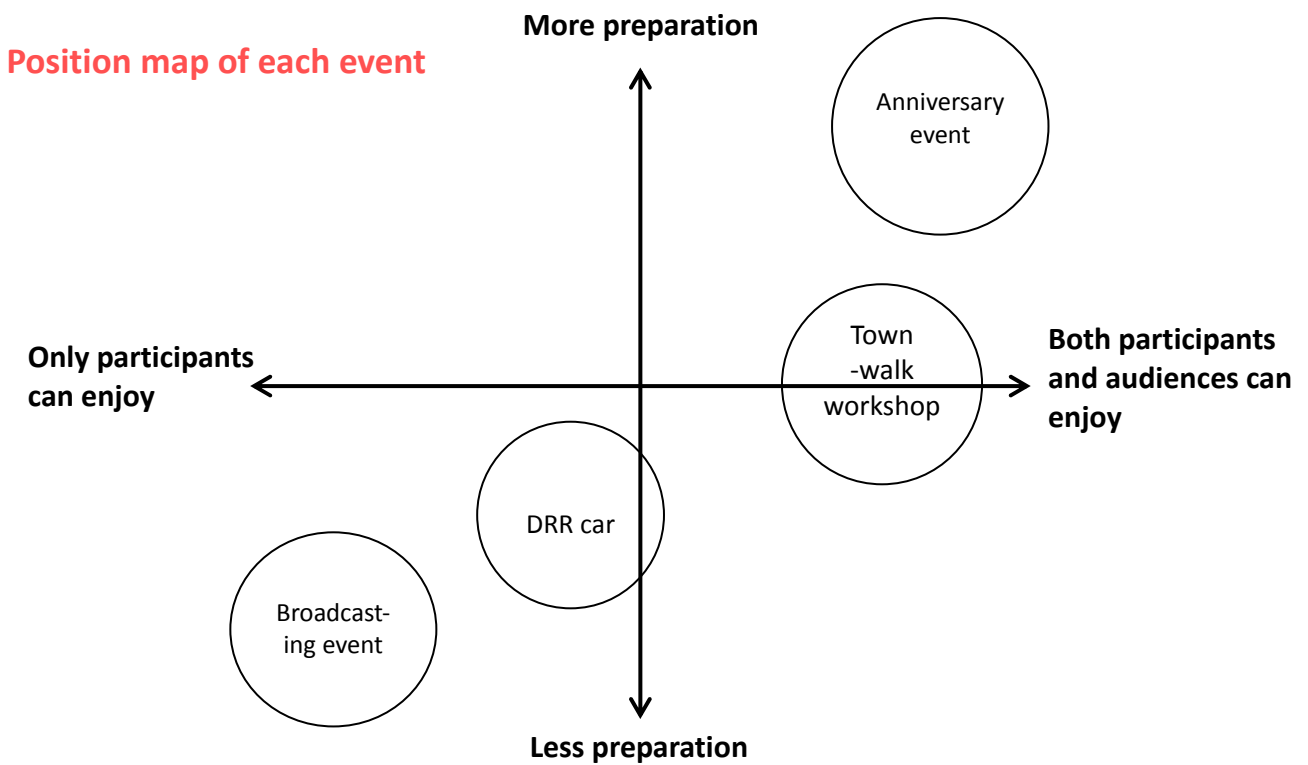 More preparation
Position map of each event
Anniversary
event
Only participants
can enjoy
Town
-walk
workshop
Both participants
and audiences can
enjoy
DRR car
Broadcast-
ing event
Less preparation